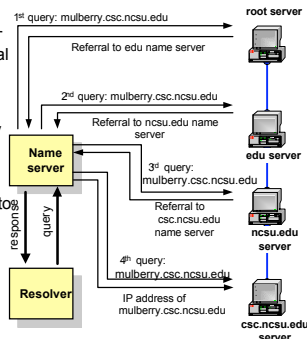 root server
1st query: mulberry.csc.ncsu.edu
Referral to edu name server
al
2nd query: mulberry.csc.ncsu.edu
Referral to ncsu.edu name
server
edu server
Name
server
3rd query:
mulberry.csc.ncsu.edu
Referral to
csc.ncsu.edu
name server
to
response
query
ncsu.edu
server
4th query:
mulberry.csc.ncsu.edu
Resolver
IP address of
mulberry.csc.ncsu.edu
csc.ncsu.edu
server